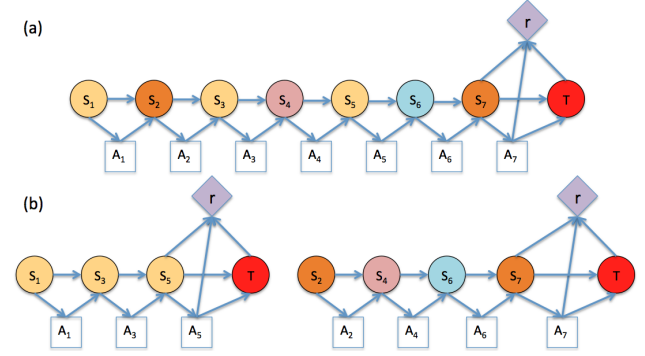 (a)
r
S₁ S₂ S₃ S₄ S₅ S₆ S₇ T
A₁ A₂ A₃ A₄ A₅ A₆ A₇
(b)
r r
S₁ S₃ S₅ T S₂ S₄ S₆ S₇ T
A₁ A₃ A₅ A₂ A₄ A₆ A₇